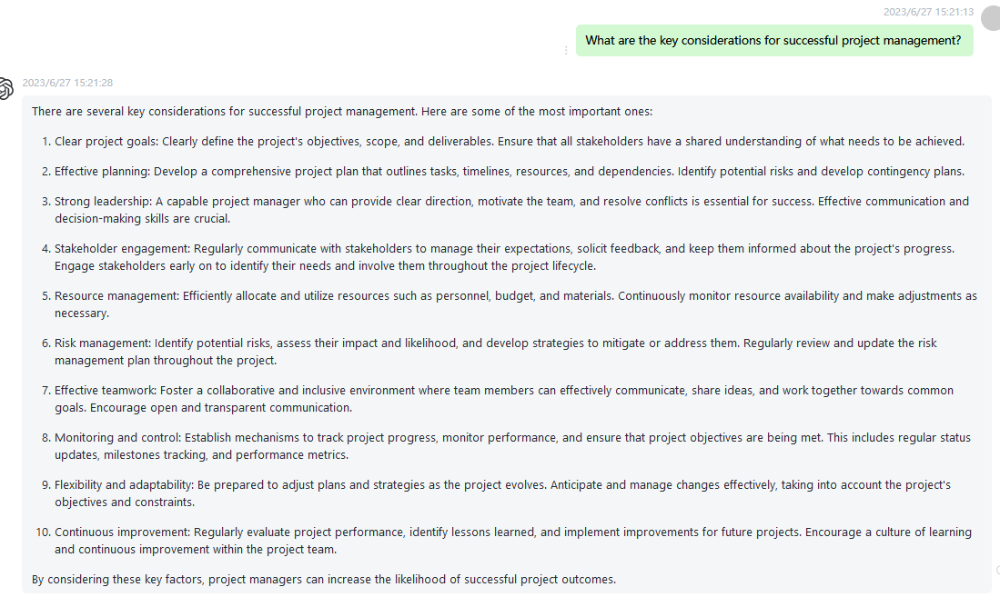 2023/6/27 15:21:13
What are the key considerations for successful project management?
2023/6/27 15:21:28
There are several key considerations for successful project management. Here are some of the most important ones:
1. Clear project goals: Clearly define the project's objectives, scope, and deliverables. Ensure that all stakeholders have a shared understanding of what needs to be achieved.
2. Effective planning: Develop a comprehensive project plan that outlines tasks, timelines, resources, and dependencies. Identify potential risks and develop contingency plans.
3. Strong leadership: A capable project manager who can provide clear direction, motivate the team, and resolve conflicts is essential for success. Effective communication and
decision-making skills are crucial.
4. Stakeholder engagement: Regularly communicate with stakeholders to manage their expectations, solicit feedback, and keep them informed about the project's progress.
Engage stakeholders early on to identify their needs and involve them throughout the project lifecycle.
5. Resource management: Efficiently allocate and utilize resources such as personnel, budget, and materials. Continuously monitor resource availability and make adjustments as
necessary.
6. Risk management: Identify potential risks, assess their impact and likelihood, and develop strategies to mitigate or address them. Regularly review and update the risk
management plan throughout the project.
7. Effective teamwork: Foster a collaborative and inclusive environment where team members can effectively communicate, share ideas, and work together towards common
goals. Encourage open and transparent communication.
8. Monitoring and control: Establish mechanisms to track project progress, monitor performance, and ensure that project objectives are being met. This includes regular status
updates, milestones tracking, and performance metrics.
9. Flexibility and adaptability: Be prepared to adjust plans and strategies as the project evolves. Anticipate and manage changes effectively, taking into account the project's
objectives and constraints.
10. Continuous improvement: Regularly evaluate project performance, identify lessons learned, and implement improvements for future projects. Encourage a culture of learning
and continuous improvement within the project team.
By considering these key factors, project managers can increase the likelihood of successful project outcomes.